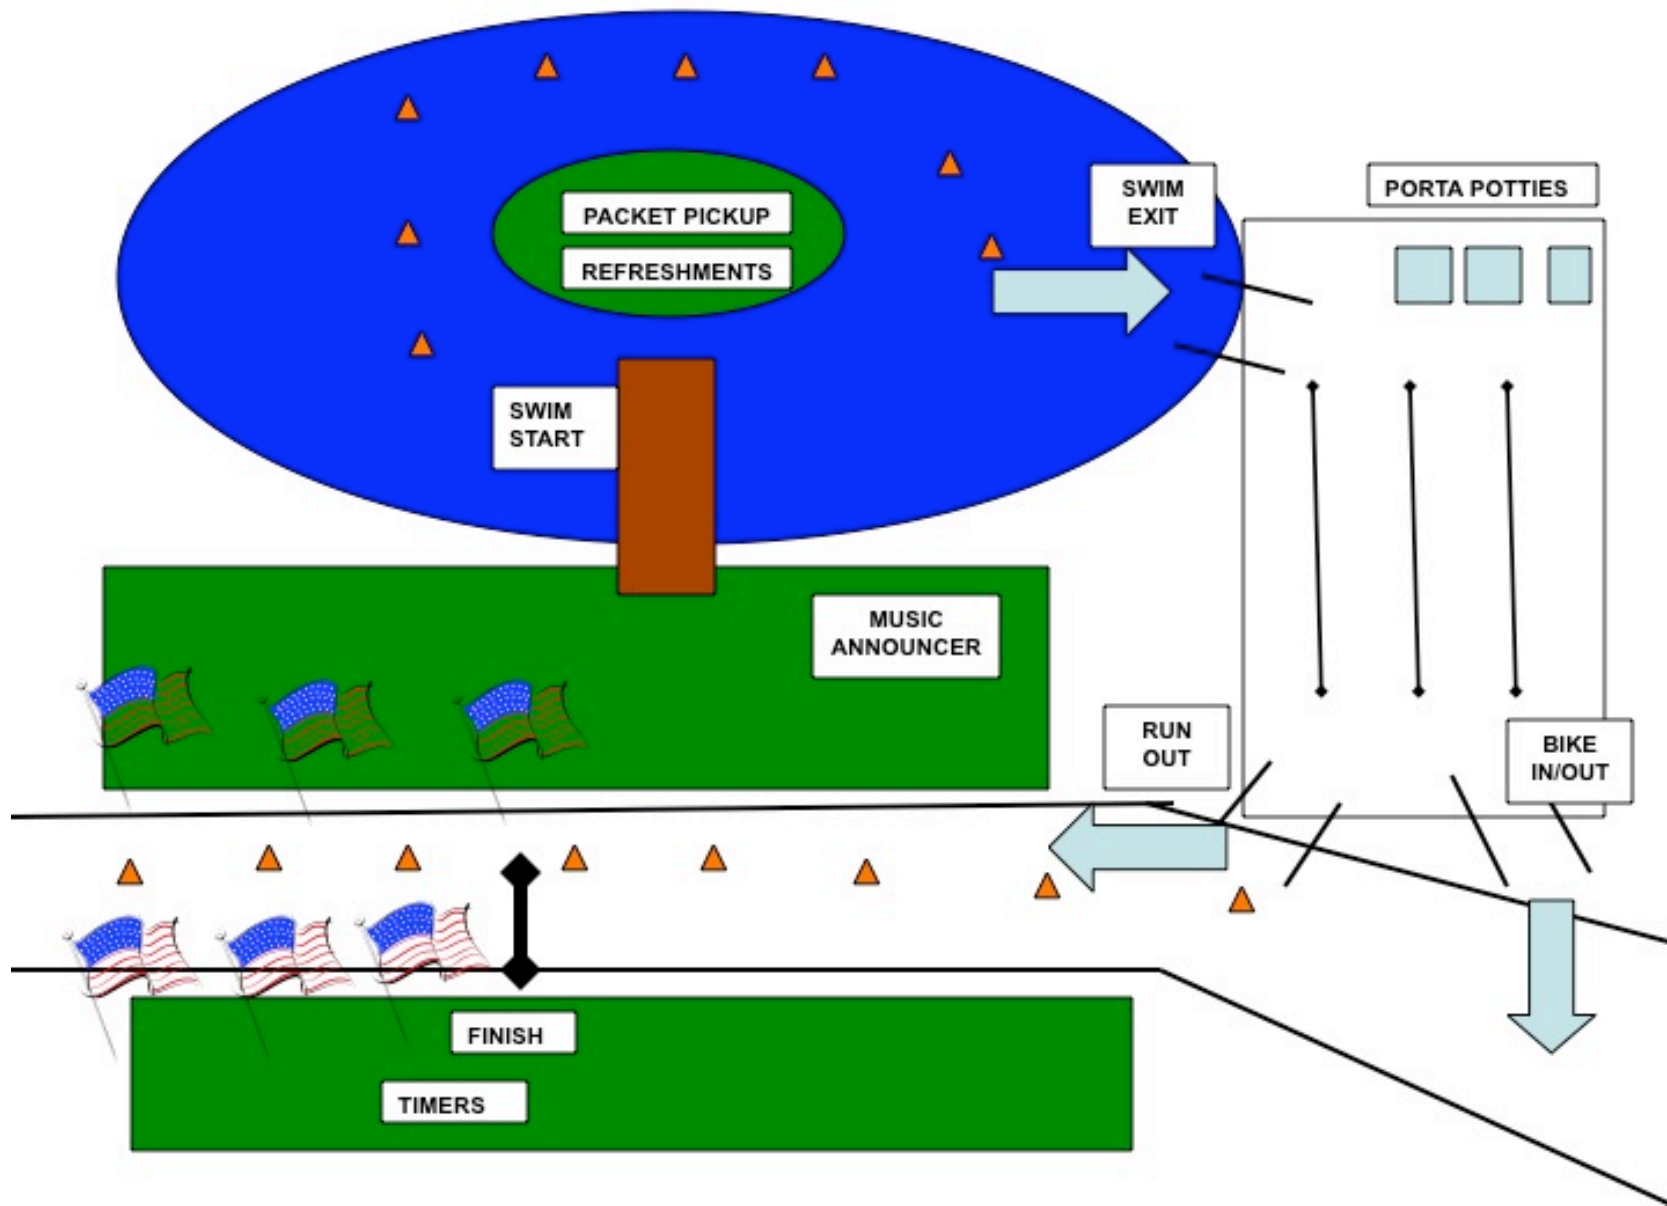 PACKET PICKUP
REFRESHMENTS
SWIM
EXIT
PORTA POTTIES
SWIM
START
MUSIC
ANNOUNCER
RUN
OUT
BIKE
IN/OUT
FINISH
TIMERS